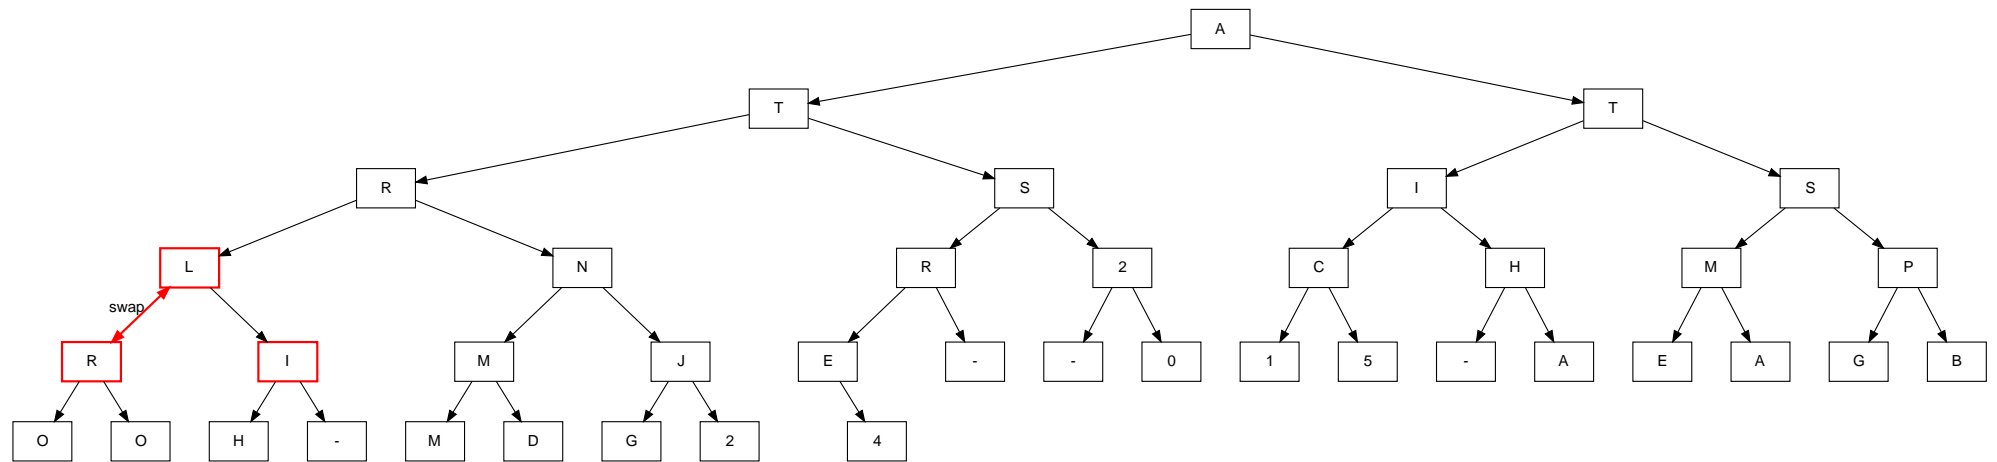 A
T T
R S I S
L N R 2 C H M P
swap
R I M J E - - 0 1 5 - A E A G B
O O H - M D G 2 4